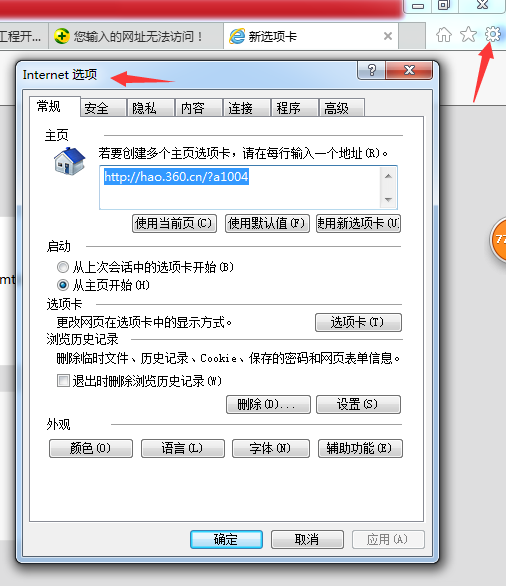 工程开...
您输入的网址无法访问！
新选项卡
Internet 选项
常规 安全 隐私 内容 连接 程序 高级
主页
若要创建多个主页选项卡，请在每行输入一个地址(R)。
http://hao.360.cn/?a1004
使用当前页(C) 使用默认值(F) 使用新选项卡(U)
启动
从上次会话中的选项卡开始(B)
从主页开始(H)
选项卡
更改网页在选项卡中的显示方式。 选项卡(T)
浏览历史记录
删除临时文件、历史记录、Cookie、保存的密码和网页表单信息。
退出时删除浏览历史记录(W)
删除(D)... 设置(S)
外观
颜色(O) 语言(L) 字体(N) 辅助功能(E)
确定 取消 应用(A)
mt